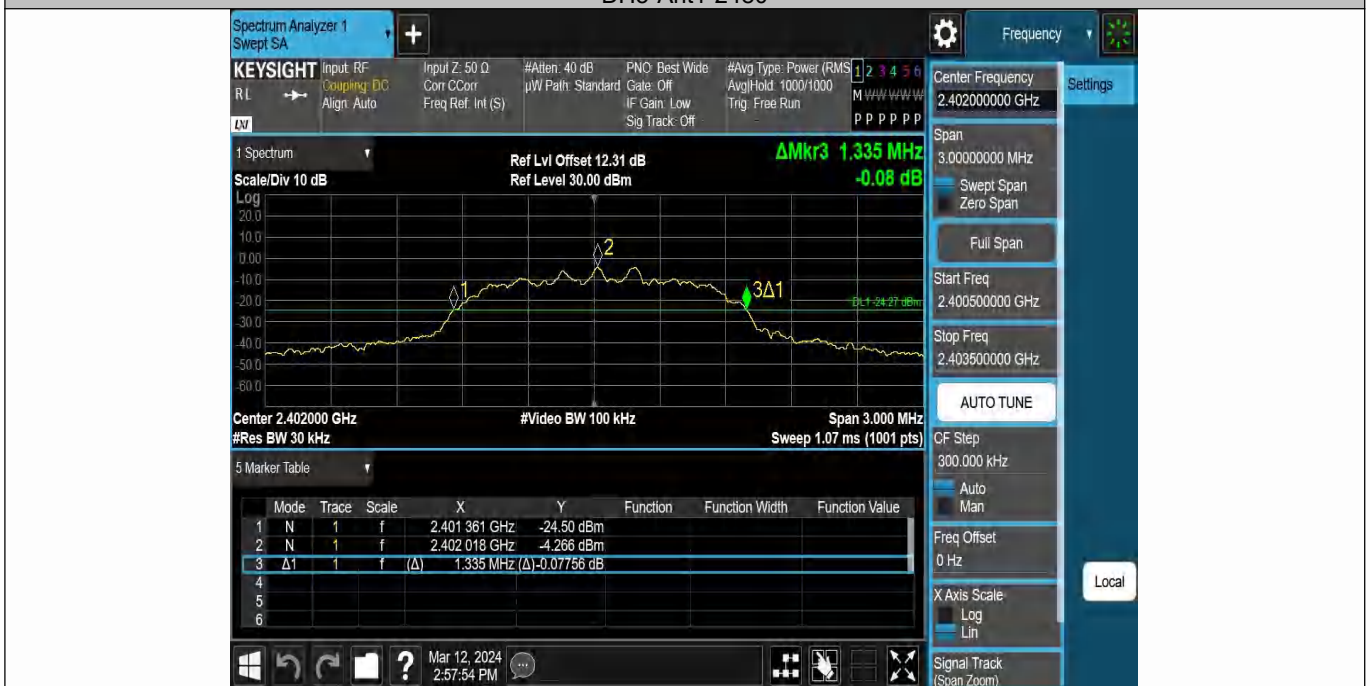 Spectrum Analyzer 1
Swept SA
+
Frequency
KEYSIGHT
RL
LXI
Input: RF
Coupling: DC
Align: Auto
Input Z: 50 Ω
Corr CCorr
Freq Ref: Int (S)
#Atten: 40 dB
µW Path: Standard
PNO: Best Wide
Gate: Off
IF Gain: Low
Sig Track: Off
#Avg Type: Power (RMS
Avg|Hold: 1000/1000
Trig: Free Run
1 2 3 4 5 6
M W W W W W
P P P P P P
1 Spectrum
Scale/Div 10 dB
Ref Lvl Offset 12.31 dB
Ref Level 30.00 dBm
ΔMkr3 1.335 MHz
-0.08 dB
Log
20.0
10.0
0.00
-10.0
-20.0
-30.0
-40.0
-50.0
-60.0
1
2
3Δ1
DL1 -24.27 dBm
Center 2.402000 GHz
#Video BW 100 kHz
Span 3.000 MHz
#Res BW 30 kHz
Sweep 1.07 ms (1001 pts)
5 Marker Table
Mode Trace Scale X Y Function Function Width Function Value
1 N 1 f 2.401 361 GHz -24.50 dBm
2 N 1 f 2.402 018 GHz -4.266 dBm
3 Δ1 1 f (Δ) 1.335 MHz (Δ) -0.07756 dB
4
5
6
?
Mar 12, 2024
2:57:54 PM
Center Frequency
2.402000000 GHz
Settings
Span
3.00000000 MHz
Swept Span
Zero Span
Full Span
Start Freq
2.400500000 GHz
Stop Freq
2.403500000 GHz
AUTO TUNE
CF Step
300.000 kHz
Auto
Man
Freq Offset
0 Hz
X Axis Scale
Log
Lin
Local
Signal Track
(Span Zoom)